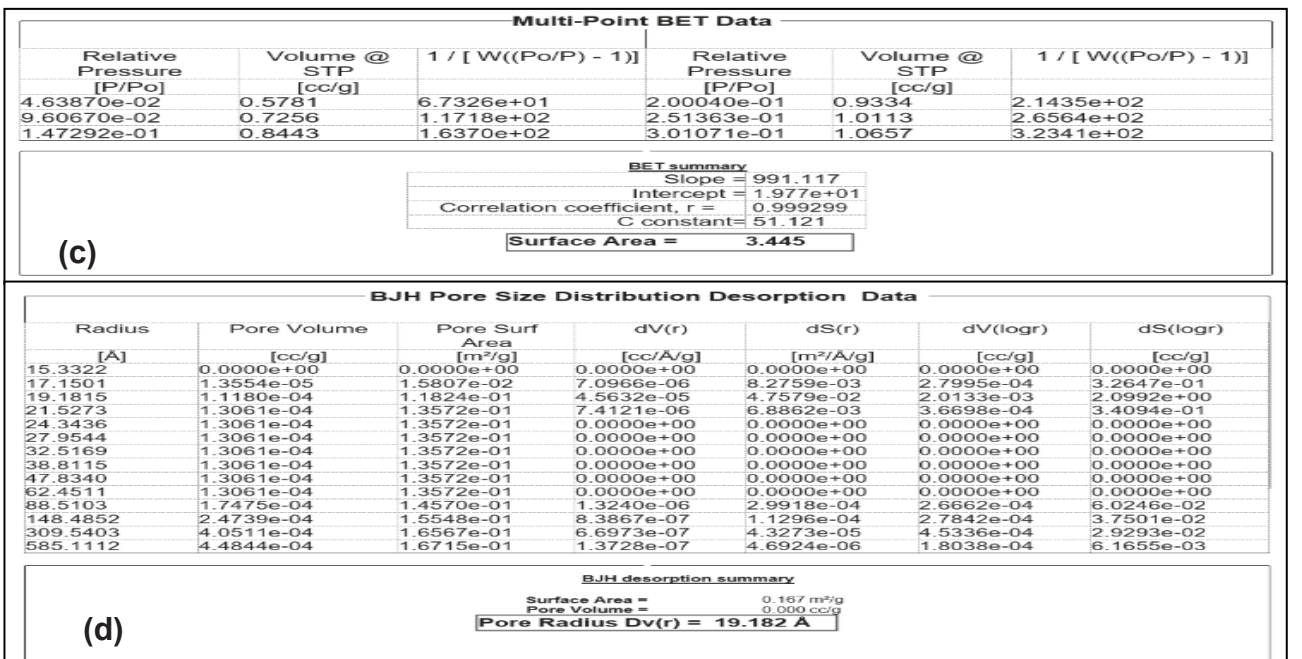 Multi-Point BET Data
Relative Pressure Volume @ STP 1 / [ W((Po/P) - 1)] Relative Pressure Volume @ STP 1 / [ W((Po/P) - 1)]
[P/Po] [cc/g] [P/Po] [cc/g]
4.63870e-02 0.5781 6.7326e+01 2.00040e-01 0.9334 2.1435e+02
9.60670e-02 0.7256 1.1718e+02 2.51363e-01 1.0113 2.6564e+02
1.47292e-01 0.8443 1.6370e+02 3.01071e-01 1.0657 3.2341e+02
BET summary
Slope = 991.117
Intercept = 1.977e+01
Correlation coefficient, r = 0.999299
C constant= 51.121
Surface Area = 3.445
(c)
BJH Pore Size Distribution Desorption Data
Radius Pore Volume Pore Surf Area dV(r) dS(r) dV(logr) dS(logr)
[Å] [cc/g] [m²/g] [cc/Å/g] [m²/Å/g] [cc/g] [cc/g]
15.3322 0.0000e+00 0.0000e+00 0.0000e+00 0.0000e+00 0.0000e+00 0.0000e+00
17.1501 1.3554e-05 1.5807e-02 7.0966e-06 8.2759e-03 2.7995e-04 3.2647e-01
19.1815 1.1180e-04 1.1824e-01 4.5632e-05 4.7579e-02 2.0133e-03 2.0992e+00
21.5273 1.3061e-04 1.3572e-01 7.4121e-06 6.8862e-03 3.6698e-04 3.4094e-01
24.3436 1.3061e-04 1.3572e-01 0.0000e+00 0.0000e+00 0.0000e+00 0.0000e+00
27.9544 1.3061e-04 1.3572e-01 0.0000e+00 0.0000e+00 0.0000e+00 0.0000e+00
32.5169 1.3061e-04 1.3572e-01 0.0000e+00 0.0000e+00 0.0000e+00 0.0000e+00
38.8115 1.3061e-04 1.3572e-01 0.0000e+00 0.0000e+00 0.0000e+00 0.0000e+00
47.8340 1.3061e-04 1.3572e-01 0.0000e+00 0.0000e+00 0.0000e+00 0.0000e+00
62.4511 1.3061e-04 1.3572e-01 0.0000e+00 0.0000e+00 0.0000e+00 0.0000e+00
88.5103 1.7475e-04 1.4570e-01 1.3240e-06 2.9918e-04 2.6662e-04 6.0246e-02
148.4852 2.4739e-04 1.5548e-01 8.3867e-07 1.1296e-04 2.7842e-04 3.7501e-02
309.5403 4.0511e-04 1.6567e-01 6.6973e-07 4.3273e-05 4.5336e-04 2.9293e-02
585.1112 4.4844e-04 1.6715e-01 1.3728e-07 4.6924e-06 1.8038e-04 6.1655e-03
BJH desorption summary
Surface Area = 0.167 m²/g
Pore Volume = 0.000 cc/g
Pore Radius Dv(r) = 19.182 Å
(d)